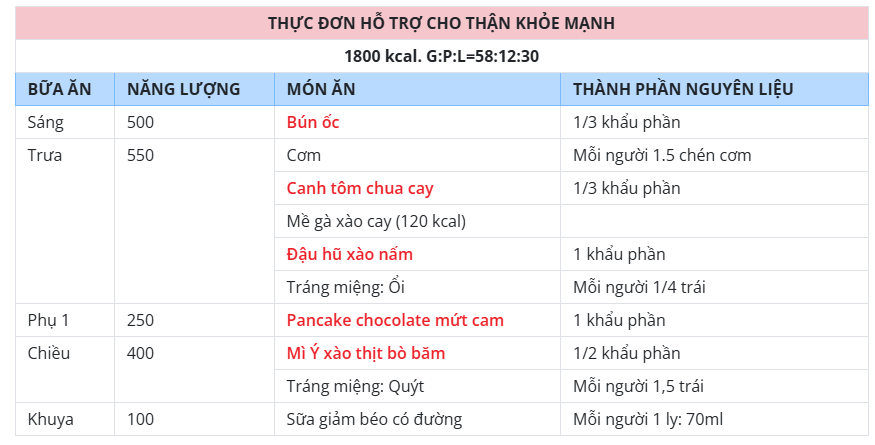 THỰC ĐƠN HỖ TRỢ CHO THẬN KHỎE MẠNH
1800 kcal. G:P:L=58:12:30
BỮA ĂN NĂNG LƯỢNG MÓN ĂN THÀNH PHẦN NGUYÊN LIỆU
Sáng 500 Bún ốc 1/3 khẩu phần
Trưa 550 Cơm Mỗi người 1.5 chén cơm
Canh tôm chua cay 1/3 khẩu phần
Mề gà xào cay (120 kcal)
Đậu hũ xào nấm 1 khẩu phần
Tráng miệng: Ổi Mỗi người 1/4 trái
Phụ 1 250 Pancake chocolate mứt cam 1 khẩu phần
Chiều 400 Mì Ý xào thịt bò băm 1/2 khẩu phần
Tráng miệng: Quýt Mỗi người 1,5 trái
Khuya 100 Sữa giảm béo có đường Mỗi người 1 ly: 70ml